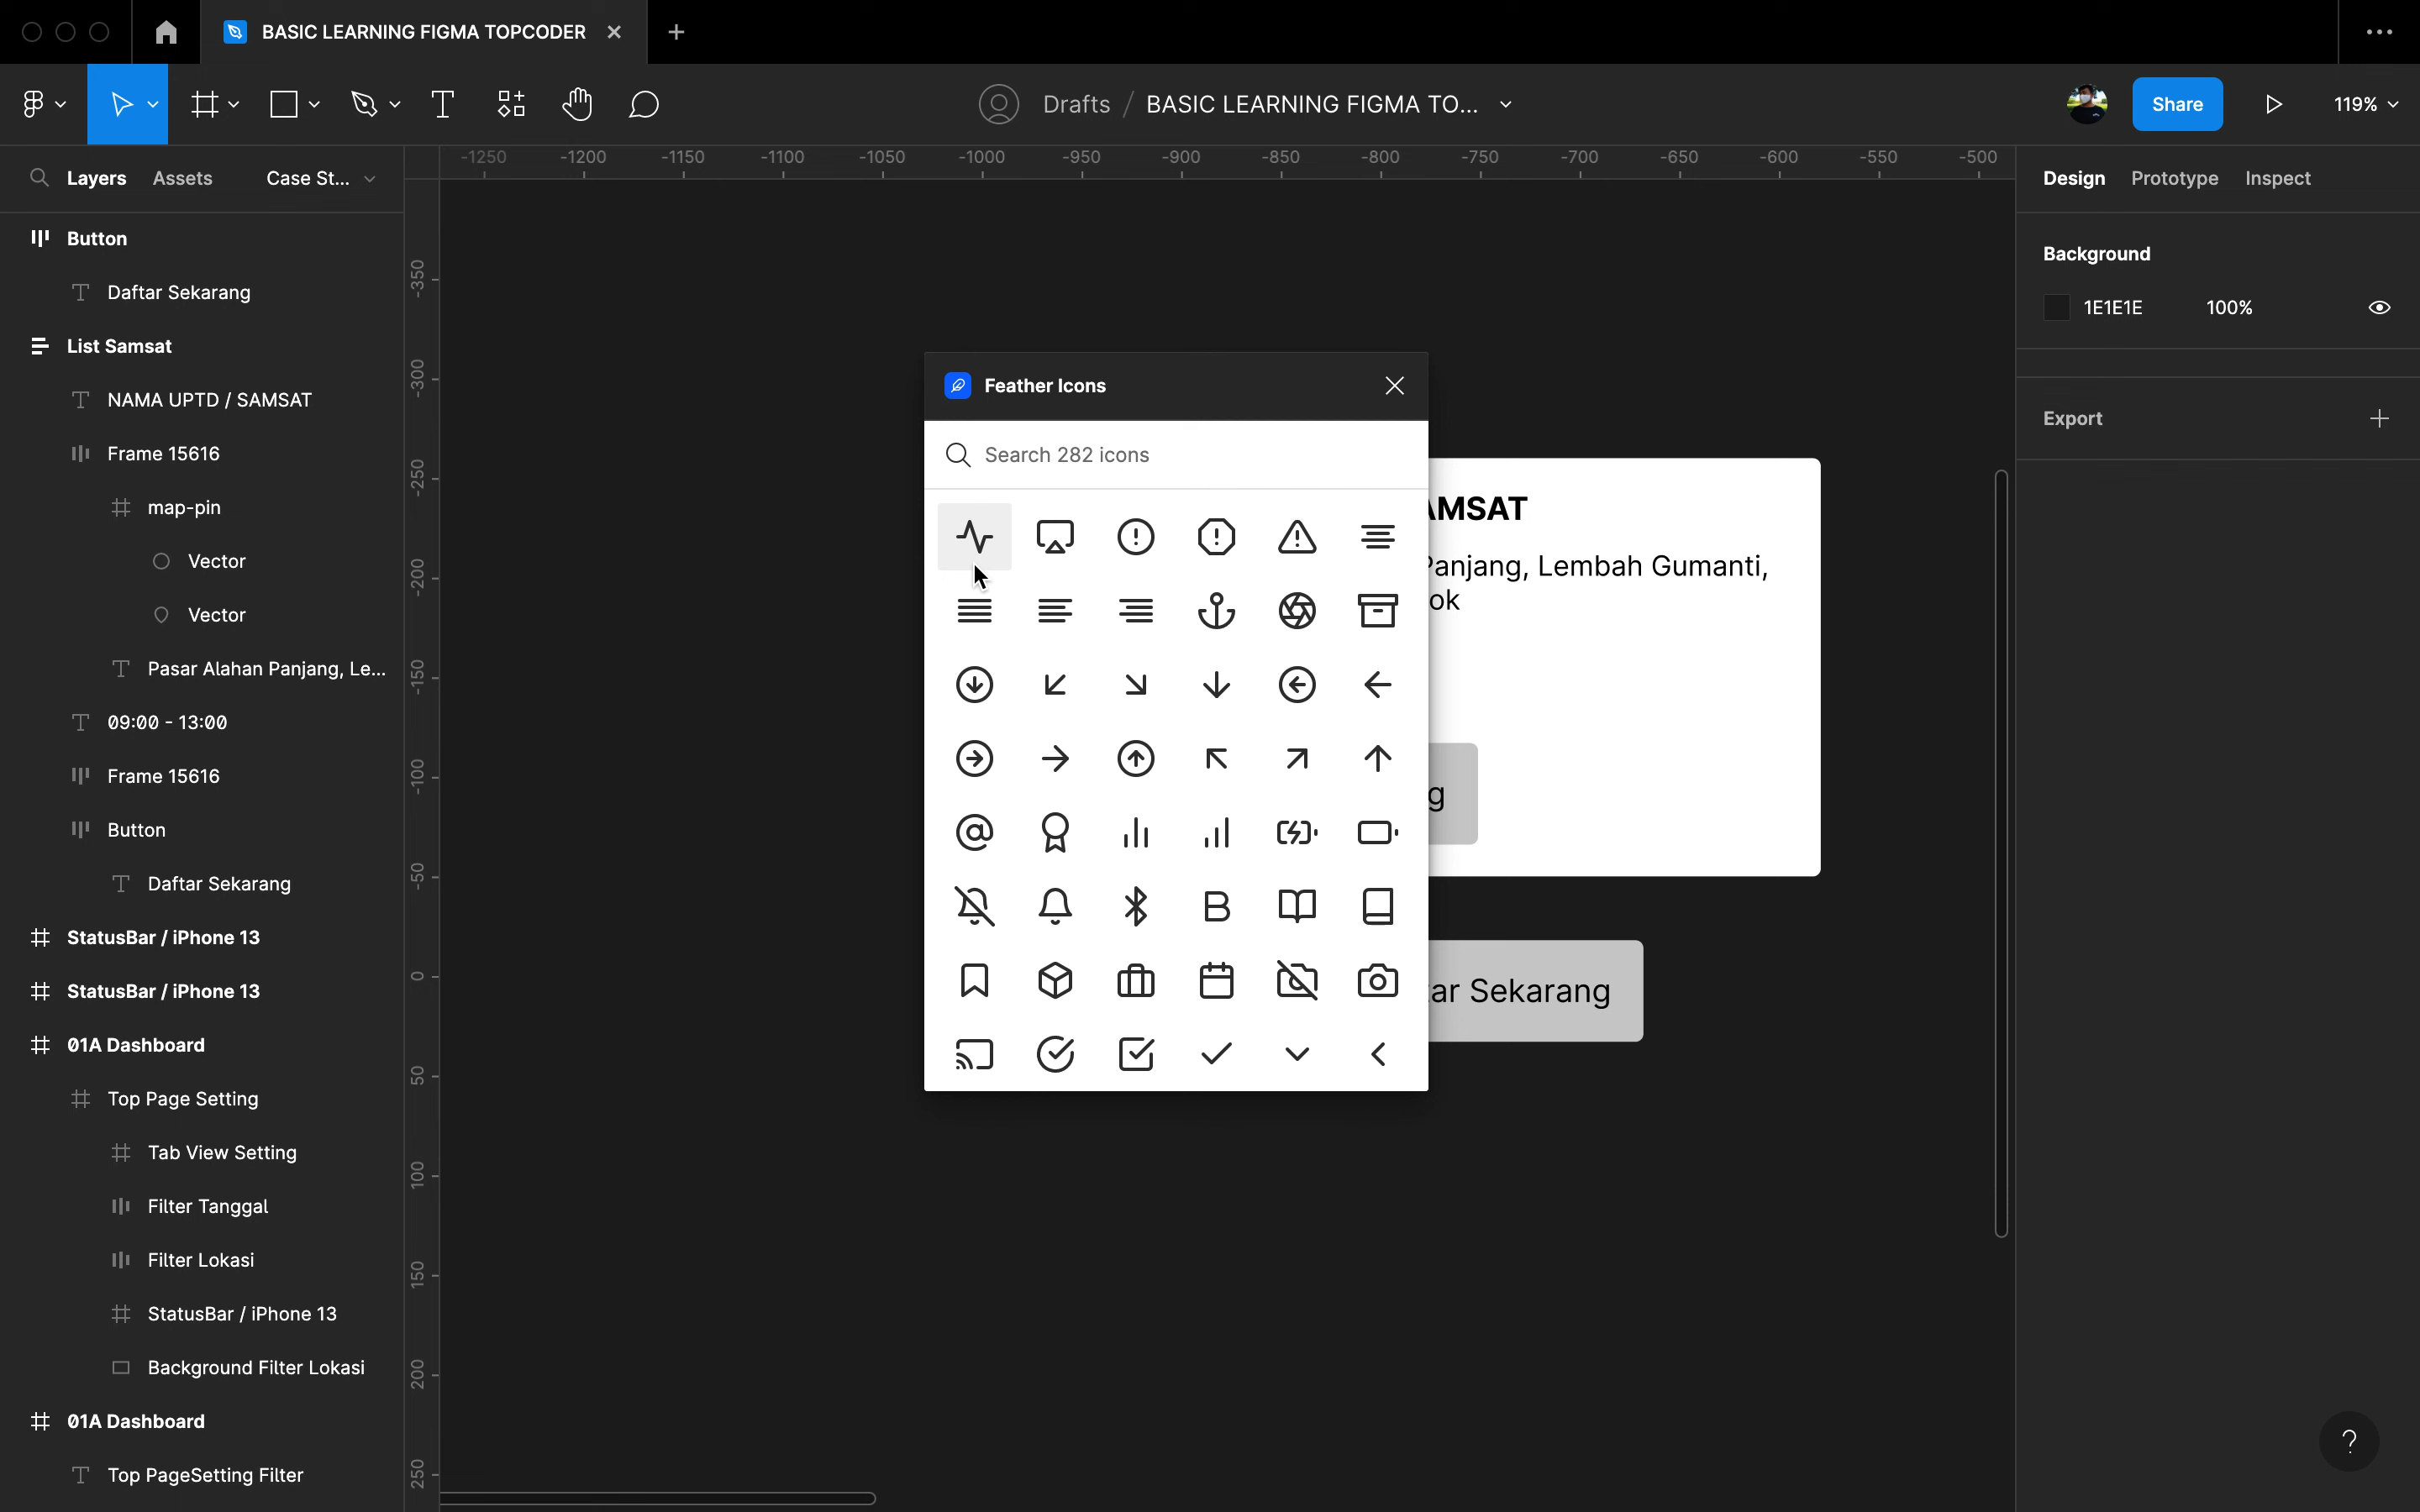 BASIC LEARNING FIGMA TOPCODER
Drafts / BASIC LEARNING FIGMA TO...
Share
119%
Layers
Assets
Case St...
Button
Daftar Sekarang
List Samsat
NAMA UPTD / SAMSAT
Frame 15616
map-pin
Vector
Vector
Pasar Alahan Panjang, Le...
09:00 - 13:00
Frame 15616
Button
Daftar Sekarang
StatusBar / iPhone 13
StatusBar / iPhone 13
01A Dashboard
Top Page Setting
Tab View Setting
Filter Tanggal
Filter Lokasi
StatusBar / iPhone 13
Background Filter Lokasi
01A Dashboard
Top PageSetting Filter
-1250 -1200 -1150 -1100 -1050 -1000 -950 -900 -850 -800 -750 -700 -650 -600 -550 -500
-350
-300
-250
-200
-150
-100
-50
0
50
100
150
200
250
Feather Icons
Search 282 icons
AMSAT
Panjang, Lembah Gumanti,
ok
g
tar Sekarang
Design
Prototype
Inspect
Background
1E1E1E
100%
Export
?